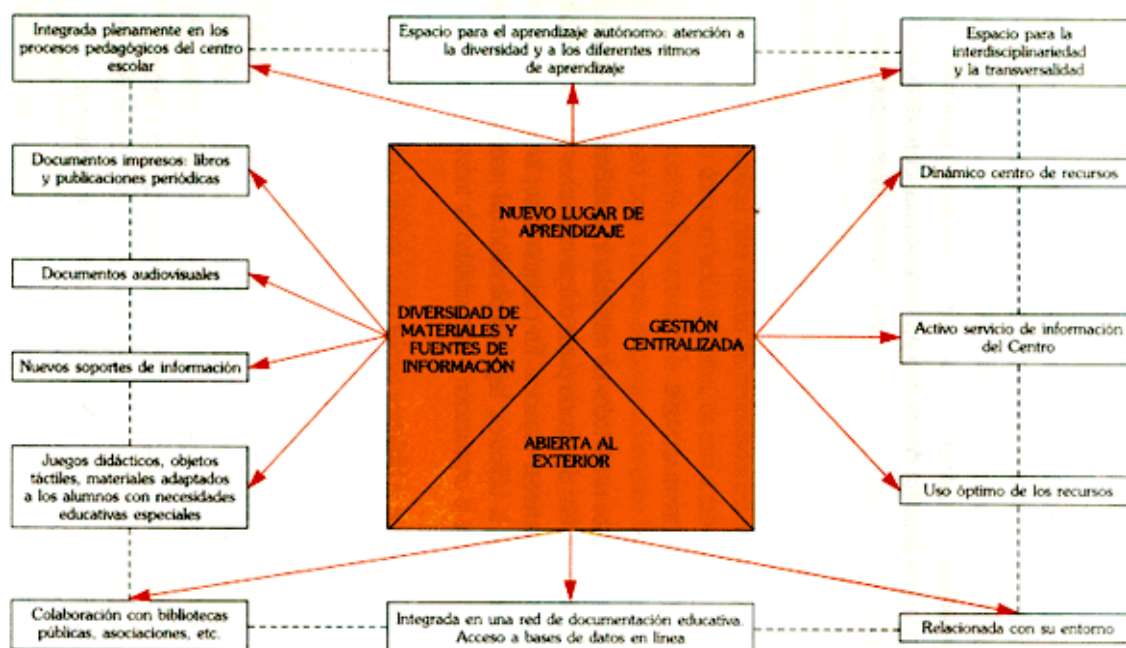 Integrada plenamente en los
procesos pedagógicos del centro
escolar
Espacio para el aprendizaje autónomo: atención a
la diversidad y a los diferentes ritmos
de aprendizaje
Espacio para la
interdisciplinariedad
y la transversalidad
Documentos impresos: libros
y publicaciones periódicas
Documentos audiovisuales
Nuevos soportes de información
Juegos didácticos, objetos
táctiles, materiales adaptados
a los alumnos con necesidades
educativas especiales
NUEVO LUGAR DE
APRENDIZAJE
DIVERSIDAD DE
MATERIALES Y
FUENTES DE
INFORMACIÓN
GESTIÓN
CENTRALIZADA
ABIERTA AL
EXTERIOR
Dinámico centro de recursos
Activo servicio de información
del Centro
Uso óptimo de los recursos
Colaboración con bibliotecas
públicas, asociaciones, etc.
Integrada en una red de documentación educativa.
Acceso a bases de datos en línea
Relacionada con su entorno